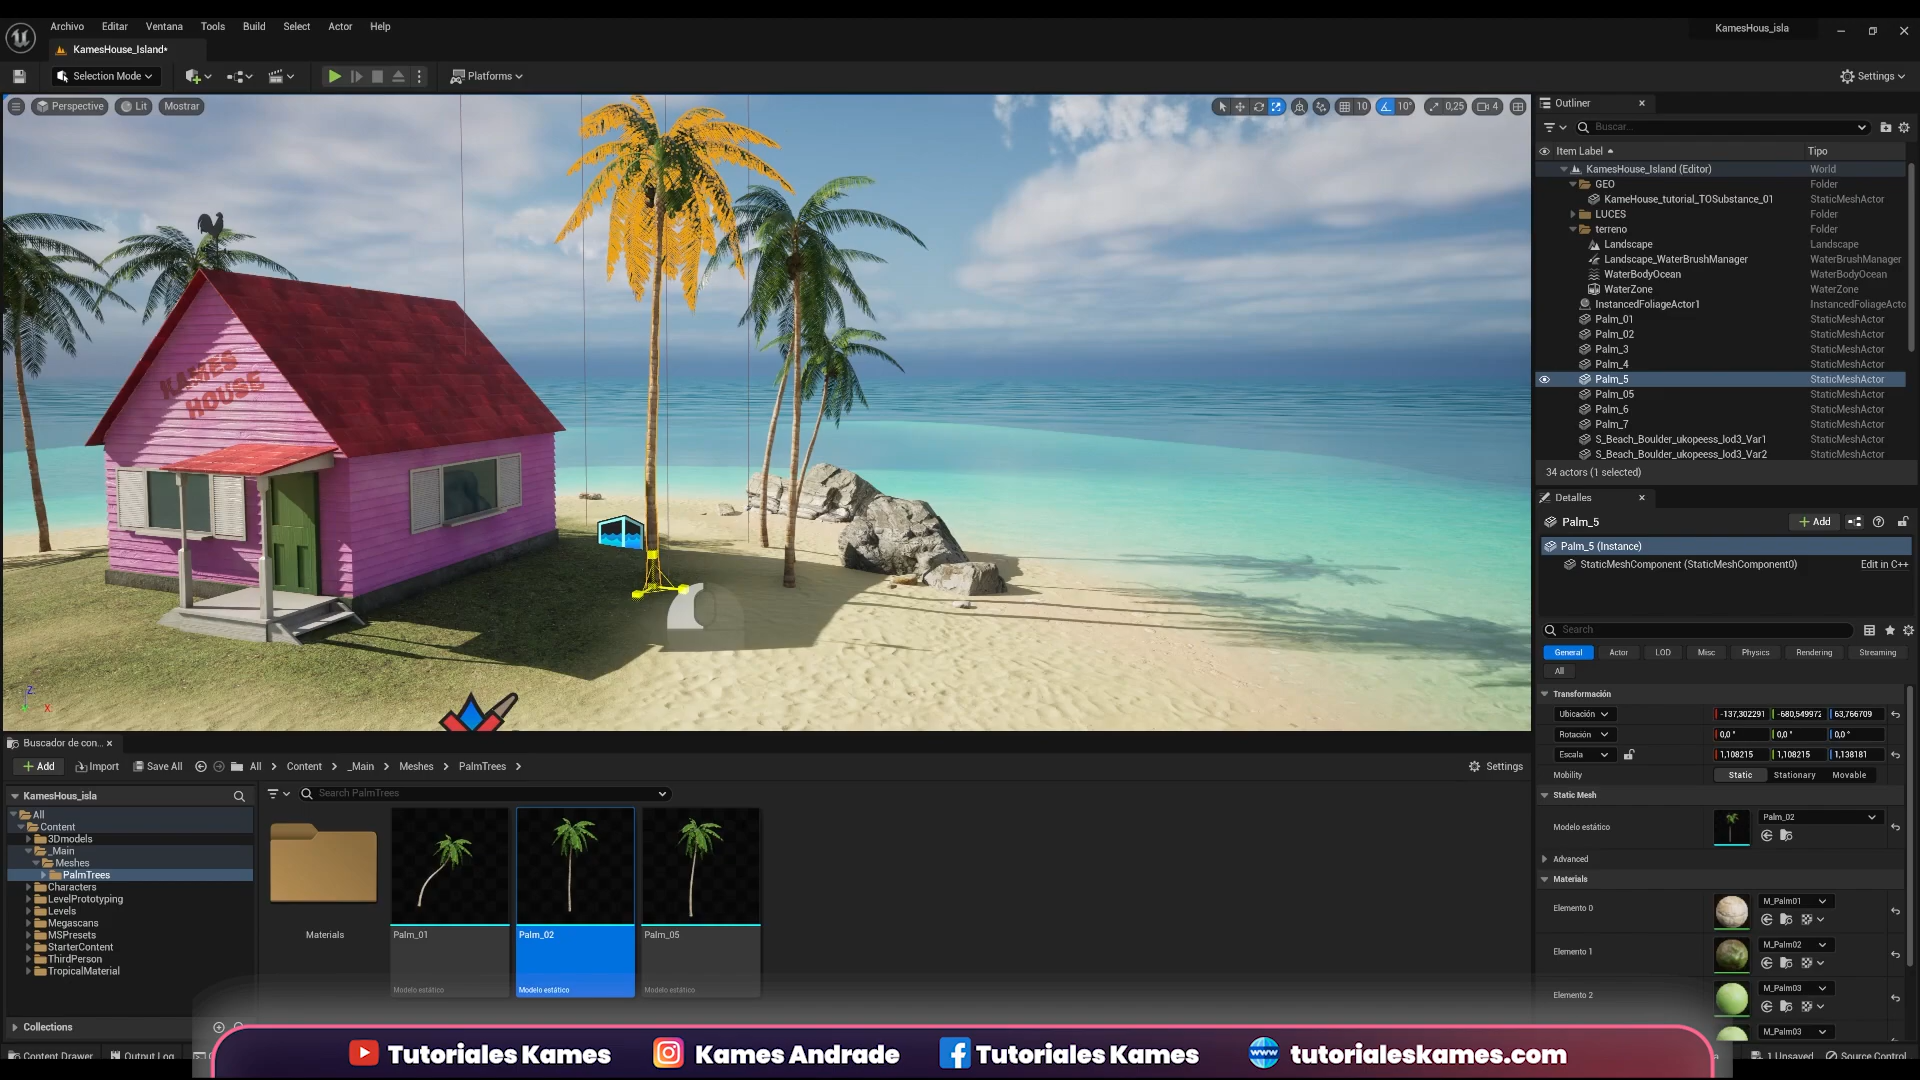 Archivo Editar Ventana Tools Build Select Actor Help
KamesHous_isla
KamesHouse_Island*
Selection Mode
Platforms
Settings
Perspective Lit Mostrar
10 10° 0,25 4
KAMES
HOUSE
Z
X
Outliner
Buscar...
Item Label Tipo
KamesHouse_Island (Editor) World
GEO Folder
KameHouse_tutorial_TOSubstance_01 StaticMeshActor
LUCES Folder
terreno Folder
Landscape Landscape
Landscape_WaterBrushManager WaterBrushManager
WaterBodyOcean WaterBodyOcean
WaterZone WaterZone
InstancedFoliageActor1 InstancedFoliageActo
Palm_01 StaticMeshActor
Palm_02 StaticMeshActor
Palm_3 StaticMeshActor
Palm_4 StaticMeshActor
Palm_5 StaticMeshActor
Palm_05 StaticMeshActor
Palm_6 StaticMeshActor
Palm_7 StaticMeshActor
S_Beach_Boulder_ukopeess_lod3_Var1 StaticMeshActor
S_Beach_Boulder_ukopeess_lod3_Var2 StaticMeshActor
34 actors (1 selected)
Detalles
Palm_5
+ Add
Palm_5 (Instance)
StaticMeshComponent (StaticMeshComponent0) Edit in C++
Search
General Actor LOD Misc Physics Rendering Streaming
All
Transformación
Ubicación -137,302291 -680,549972 63,766709
Rotación 0,0 ° 0,0 ° 0,0 °
Escala 1,108215 1,108215 1,138181
Mobility Static Stationary Movable
Static Mesh
Modelo estático Palm_02
Advanced
Materials
Elemento 0 M_Palm01
Elemento 1 M_Palm02
Elemento 2 M_Palm03
M_Palm03
1 Unsaved Source Control
Buscador de con...
+ Add Import Save All All Content _Main Meshes PalmTrees
Settings
KamesHous_isla
All
Content
3Dmodels
_Main
Meshes
PalmTrees
Characters
LevelPrototyping
Levels
Megascans
MSPresets
StarterContent
ThirdPerson
TropicalMaterial
Collections
Search PalmTrees
Materials
Palm_01
Modelo estático
Palm_02
Modelo estático
Palm_05
Modelo estático
Content Drawer Output Log
Tutoriales Kames
Kames Andrade
Tutoriales Kames
www
tutorialeskames.com